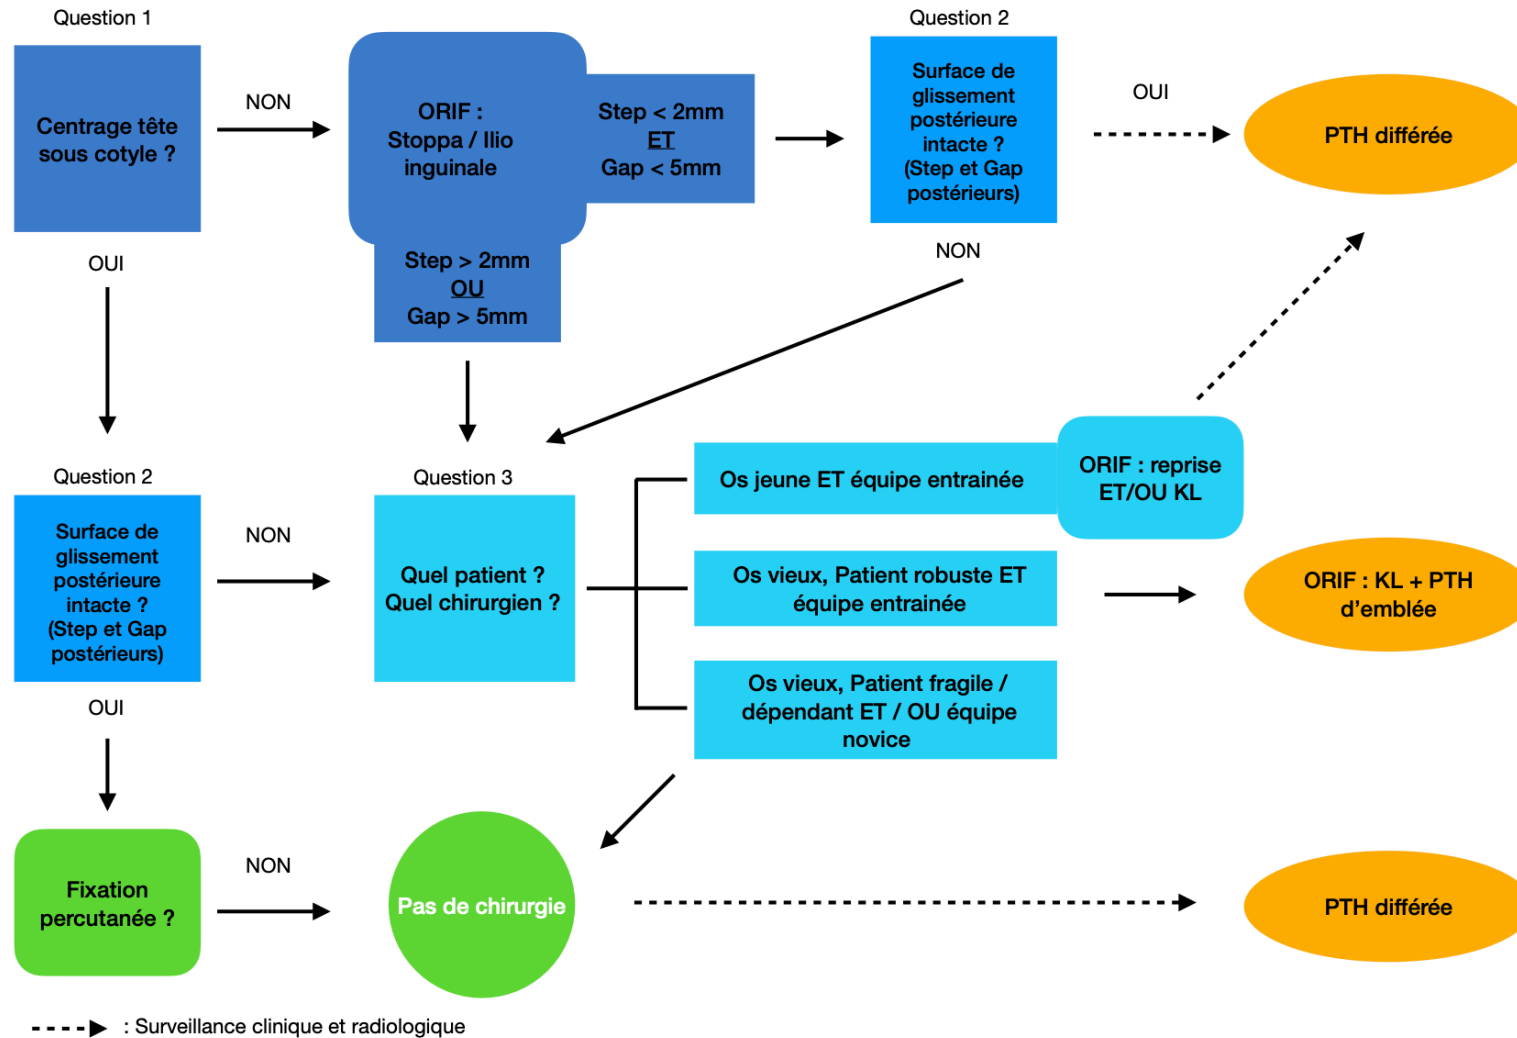 Question 1
Centrage tête
sous cotyle ?
NON
OUI
ORIF :
Stoppa / Ilio
inguinale
Step < 2mm
ET
Gap < 5mm
Step > 2mm
OU
Gap > 5mm
Question 2
Surface de
glissement
postérieure
intacte ?
(Step et Gap
postérieurs)
OUI
NON
PTH différée
Question 2
Surface de
glissement
postérieure
intacte ?
(Step et Gap
postérieurs)
NON
OUI
Question 3
Quel patient ?
Quel chirurgien ?
Os jeune ET équipe entrainée
ORIF : reprise
ET/OU KL
Os vieux, Patient robuste ET
équipe entrainée
ORIF : KL + PTH
d’emblée
Os vieux, Patient fragile /
dépendant ET / OU équipe
novice
Fixation
percutanée ?
NON
Pas de chirurgie
PTH différée
: Surveillance clinique et radiologique